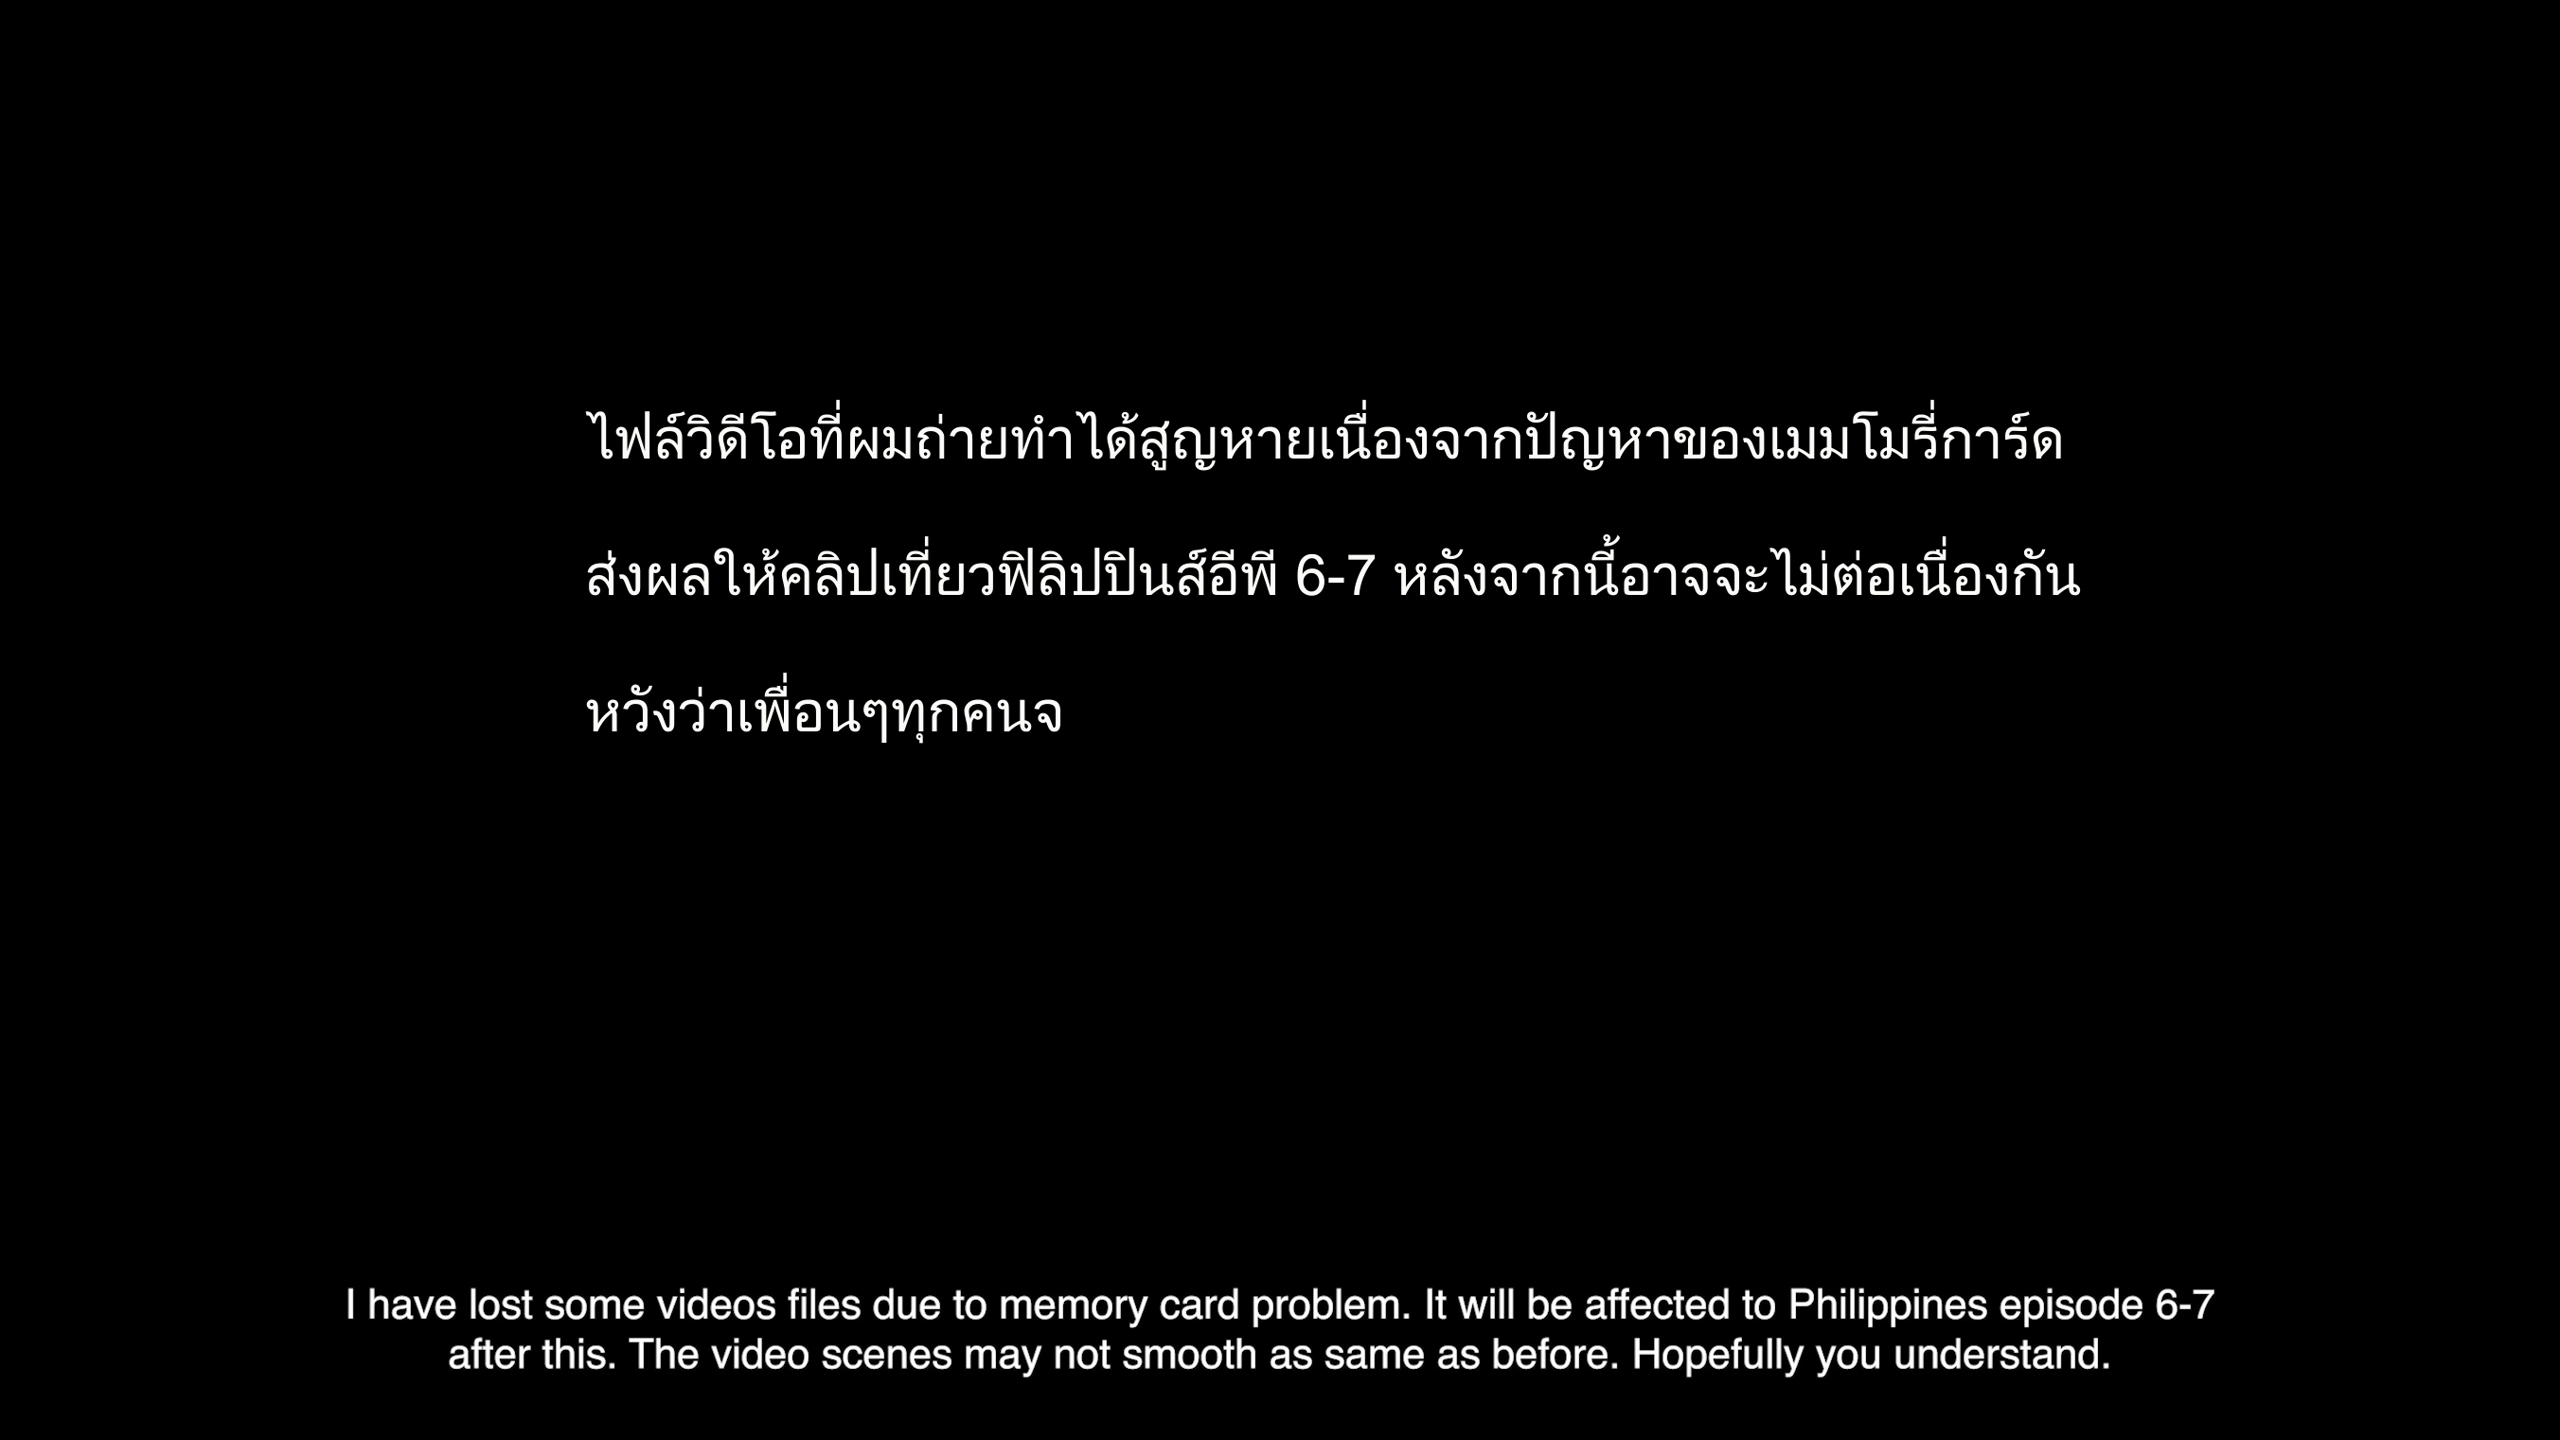 ไฟล์วิดีโอที่ผมถ่ายทำได้สูญหายเนื่องจากปัญหาของเมมโมรี่การ์ด
ส่งผลให้คลิปเที่ยวฟิลิปปินส์อีพี 6-7 หลังจากนี้อาจจะไม่ต่อเนื่องกัน
หวังว่าเพื่อนๆทุกคนจ
I have lost some videos files due to memory card problem. It will be affected to Philippines episode 6-7
after this. The video scenes may not smooth as same as before. Hopefully you understand.